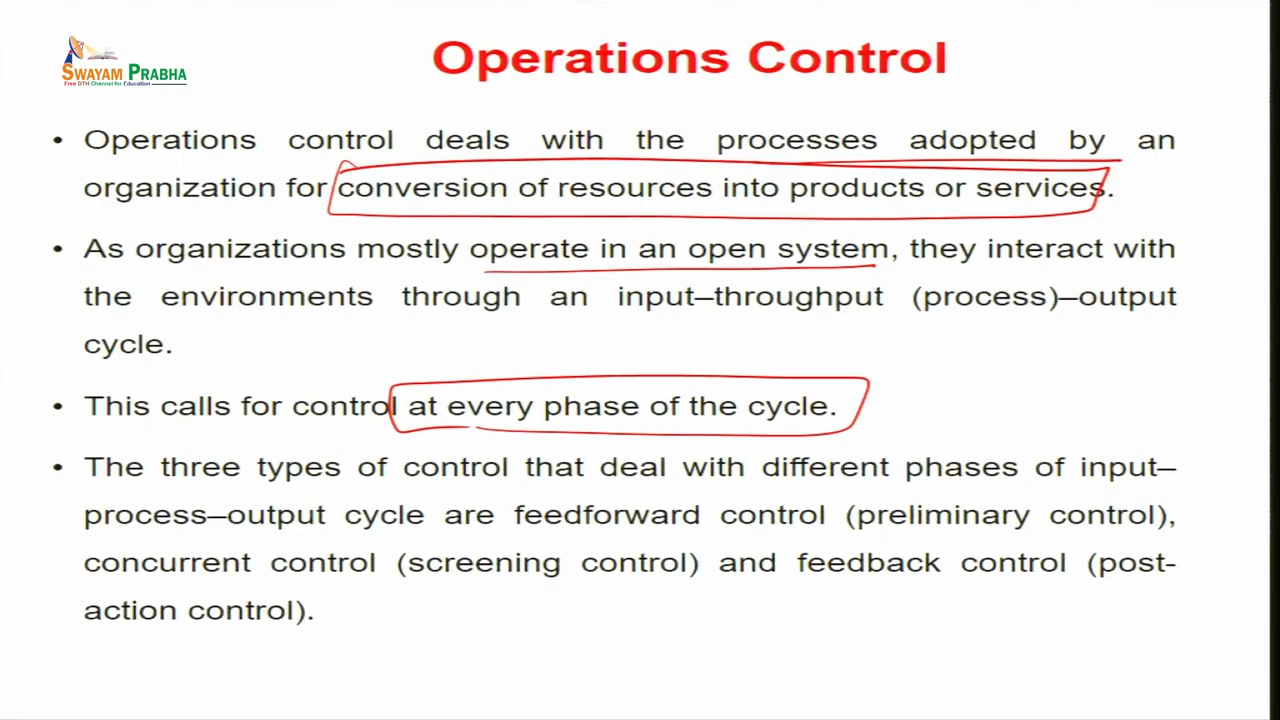 SWAYAM PRABHA
Free DTH Channel for Education
Operations Control
• Operations control deals with the processes adopted by an
organization for conversion of resources into products or services.
• As organizations mostly operate in an open system, they interact with
the environments through an input–throughput (process)–output
cycle.
• This calls for control at every phase of the cycle.
• The three types of control that deal with different phases of input–
process–output cycle are feedforward control (preliminary control),
concurrent control (screening control) and feedback control (post-
action control).